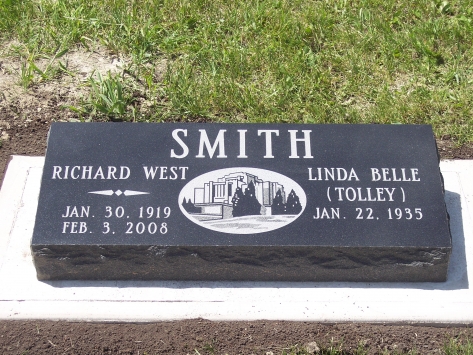 SMITH
RICHARD WEST
JAN. 30, 1919
FEB. 3, 2008
LINDA BELLE
(TOLLEY)
JAN. 22, 1935